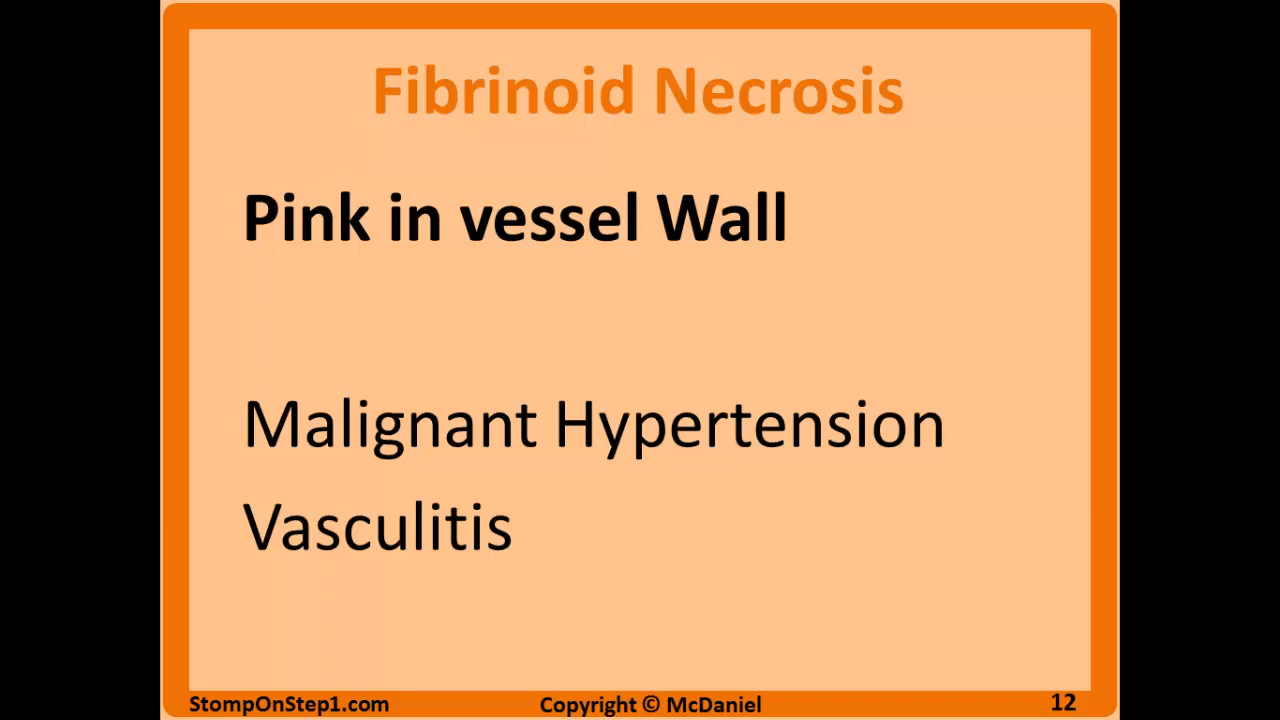 Fibrinoid Necrosis
Pink in vessel Wall
Malignant Hypertension
Vasculitis
StompOnStep1.com Copyright © McDaniel 12